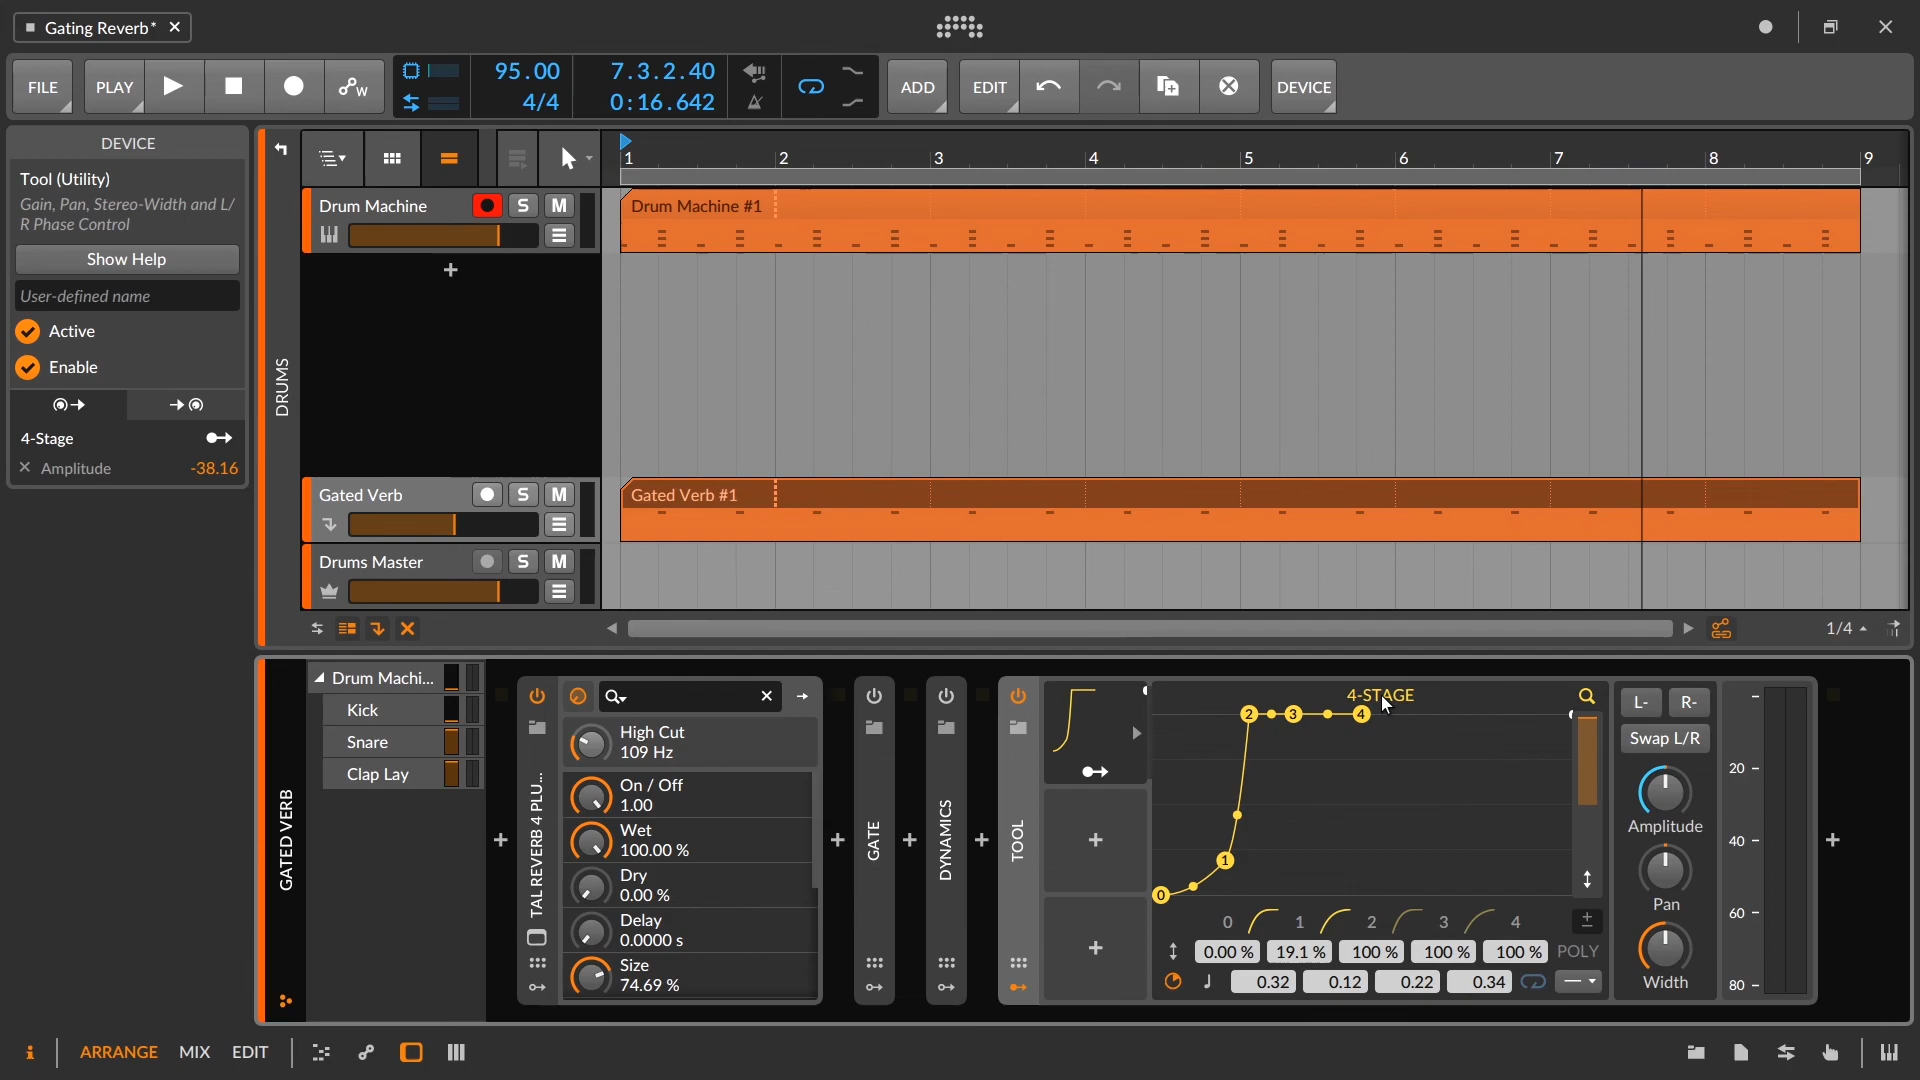 Gating Reverb*
FILE
PLAY
W
95.00
4/4
7.3.2.40
0:16.642
ADD
EDIT
DEVICE
DEVICE
Tool (Utility)
Gain, Pan, Stereo-Width and L/
R Phase Control
Show Help
User-defined name
Active
Enable
4-Stage
Amplitude -38.16
DRUMS
1 2 3 4 5 6 7 8 9
Drum Machine S M
Drum Machine #1
Gated Verb S M
Gated Verb #1
Drums Master S M
1/4
GATED VERB
Drum Machi...
Kick
Snare
Clap Lay
TAL REVERB 4 PLU...
High Cut
109 Hz
On / Off
1.00
Wet
100.00 %
Dry
0.00 %
Delay
0.0000 s
Size
74.69 %
GATE
DYNAMICS
TOOL
4-STAGE
0 1 2 3 4
0 1 2 3 4
0.00 % 19.1 % 100 % 100 % 100 % POLY
0.32 0.12 0.22 0.34
L- R-
Swap L/R
Amplitude
Pan
Width
20
40
60
80
ARRANGE MIX EDIT